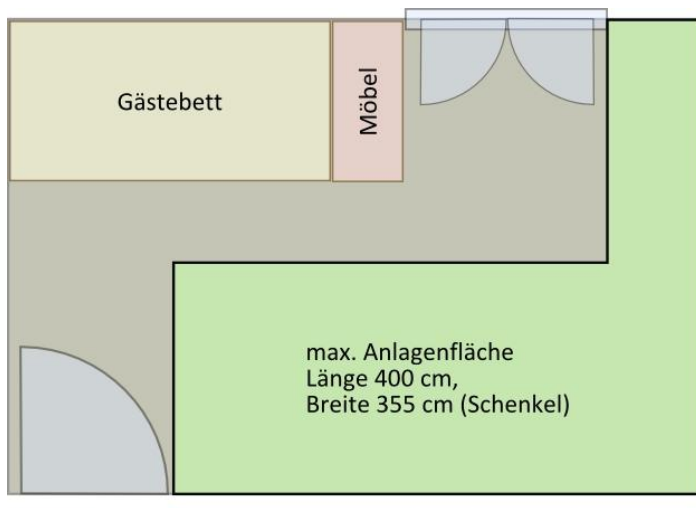 Gästebett
Möbel
max. Anlagenfläche
Länge 400 cm,
Breite 355 cm (Schenkel)